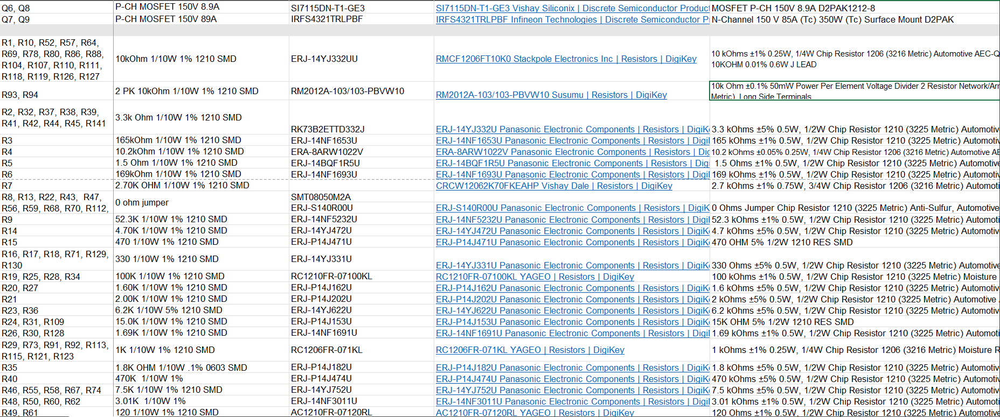 Q6, Q8 P-CH MOSFET 150V 8.9A SI7115DN-T1-GE3 SI7115DN-T1-GE3 Vishay Siliconix | Discrete Semiconductor Produc MOSFET P-CH 150V 8.9A D2PAK1212-8
Q7, Q9 P-CH MOSFET 150V 89A IRFS4321TRLPBF IRFS4321TRLPBF Infineon Technologies | Discrete Semiconductor P N-Channel 150 V 85A (Tc) 350W (Tc) Surface Mount D2PAK
R1, R10, R52, R57, R64,
R69, R78, R80, R86, R88,
R104, R107, R110, R111,
R118, R119, R126, R127
10kOhm 1/10W 1% 1210 SMD ERJ-14YJ332UU RMCF1206FT10K0 Stackpole Electronics Inc | Resistors | DigiKey
10 kOhms ±1% 0.25W, 1/4W Chip Resistor 1206 (3216 Metric) Automotive AEC-Q
10KOHM 0.01% 0.6W J LEAD
R93, R94 2 PK 10kOhm 1/10W 1% 1210 SMD RM2012A-103/103-PBVW10 RM2012A-103/103-PBVW10 Susumu | Resistors | DigiKey
10k Ohm ±0.1% 50mW Power Per Element Voltage Divider 2 Resistor Network/Arr
Metric), Long Side Terminals
R2, R32, R37, R38, R39,
R41, R42, R44, R45, R141
3.3k Ohm 1/10W 1% 1210 SMD RK73B2ETTD332J ERJ-14YJ332U Panasonic Electronic Components | Resistors | DigiK 3.3 kOhms ±5% 0.5W, 1/2W Chip Resistor 1210 (3225 Metric) Automotiv
R3 165kOhm 1/10W 1% 1210 SMD ERJ-14NF1653U ERJ-14NF1653U Panasonic Electronic Components | Resistors | Digi 165 kOhms ±1% 0.5W, 1/2W Chip Resistor 1210 (3225 Metric) Automoti
R4 10.2kOhm 1/10W 1% 1210 SMD ERA-8ARW1022V ERA-8ARW1022V Panasonic Electronic Components | Resistors | Dig 10.2 kOhms ±0.05% 0.25W, 1/4W Chip Resistor 1206 (3216 Metric) Automotive AE
R5 1.5 Ohm 1/10W 1% 1210 SMD ERJ-14BQF1R5U ERJ-14BQF1R5U Panasonic Electronic Components | Resistors | Dig 1.5 Ohms ±1% 0.5W, 1/2W Chip Resistor 1210 (3225 Metric) Automotive
R6 169kOhm 1/10W 1% 1210 SMD ERJ-14NF1693U ERJ-14NF1693U Panasonic Electronic Components | Resistors | Digi 169 kOhms ±1% 0.5W, 1/2W Chip Resistor 1210 (3225 Metric) Automoti
R7 2.70K OHM 1/10W 1% 1210 SMD CRCW12062K70FKEAHP Vishay Dale | Resistors | DigiKey 2.7 kOhms ±1% 0.75W, 3/4W Chip Resistor 1206 (3216 Metric) Automoti
R8, R13, R22, R43, R47,
R56, R59, R68, R70, R112,
0 ohm jumper SMT08050M2A
ERJ-S140R00U ERJ-S140R00U Panasonic Electronic Components | Resistors | DigiK 0 Ohms Jumper Chip Resistor 1210 (3225 Metric) Anti-Sulfur, Automotive
R9 52.3K 1/10W 1% 1210 SMD ERJ-14NF5232U ERJ-14NF5232U Panasonic Electronic Components | Resistors | Digi 52.3 kOhms ±1% 0.5W, 1/2W Chip Resistor 1210 (3225 Metric) Automoti
R14 4.70K 1/10W 1% 1210 SMD ERJ-14YJ472U ERJ-14YJ472U Panasonic Electronic Components | Resistors | DigiK 4.7 kOhms ±5% 0.5W, 1/2W Chip Resistor 1210 (3225 Metric) Automotiv
R15 470 1/10W 1% 1210 SMD ERJ-P14J471U ERJ-P14J471U Panasonic Electronic Components | Resistors | DigiK 470 OHM 5% 1/2W 1210 RES SMD
R16, R17, R18, R71, R129,
R130
330 1/10W 1% 1210 SMD ERJ-14YJ331U ERJ-14YJ331U Panasonic Electronic Components | Resistors | DigiK 330 Ohms ±5% 0.5W, 1/2W Chip Resistor 1210 (3225 Metric) Automotive
R19, R25, R28, R34 100K 1/10W 1% 1210 SMD RC1210FR-07100KL RC1210FR-07100KL YAGEO | Resistors | DigiKey 100 kOhms ±1% 0.5W, 1/2W Chip Resistor 1210 (3225 Metric) Moisture
R20, R27 1.60K 1/10W 1% 1210 SMD ERJ-P14J162U ERJ-P14J162U Panasonic Electronic Components | Resistors | DigiK 1.6 kOhms ±5% 0.5W, 1/2W Chip Resistor 1210 (3225 Metric) Automotiv
R21 2.00K 1/10W 1% 1210 SMD ERJ-P14J202U ERJ-P14J202U Panasonic Electronic Components | Resistors | DigiK 2 kOhms ±5% 0.5W, 1/2W Chip Resistor 1210 (3225 Metric) Automotive
R23, R36 6.2K 1/10W 5% 1210 SMD ERJ-14YJ622U ERJ-14YJ622U Panasonic Electronic Components | Resistors | DigiK 6.2 kOhms ±5% 0.5W, 1/2W Chip Resistor 1210 (3225 Metric) Automotiv
R24, R31, R109 15.0K 1/10W 1% 1210 SMD ERJ-P14J153U ERJ-P14J153U Panasonic Electronic Components | Resistors | DigiK 15K OHM 5% 1/2W 1210 RES SMD
R26, R30, R128 1.69K 1/10W 1% 1210 SMD ERJ-14NF1691U ERJ-14NF1691U Panasonic Electronic Components | Resistors | Digi 1.69 kOhms ±1% 0.5W, 1/2W Chip Resistor 1210 (3225 Metric) Automoti
R29, R73, R91, R92, R113,
R115, R121, R123
1K 1/10W 1% 1210 SMD RC1206FR-071KL RC1206FR-071KL YAGEO | Resistors | DigiKey 1 kOhms ±1% 0.25W, 1/4W Chip Resistor 1206 (3216 Metric) Moisture R
R35 1.8K OHM 1/10W .1% 0603 SMD ERJ-P14J182U ERJ-P14J182U Panasonic Electronic Components | Resistors | DigiK 1.8 kOhms ±5% 0.5W, 1/2W Chip Resistor 1210 (3225 Metric) Automotiv
R40 470K 1/10W 1% ERJ-P14J474U ERJ-P14J474U Panasonic Electronic Components | Resistors | DigiK 470 kOhms ±5% 0.5W, 1/2W Chip Resistor 1210 (3225 Metric) Automotiv
R46, R55, R58, R67, R74 7.5K 1/10W 1% 1210 SMD ERJ-14YJ752U ERJ-14YJ752U Panasonic Electronic Components | Resistors | DigiK 7.5 kOhms ±5% 0.5W, 1/2W Chip Resistor 1210 (3225 Metric) Automotiv
R48, R50, R60, R62 3.01K 1/10W 1% ERJ-14NF3011U ERJ-14NF3011U Panasonic Electronic Components | Resistors | Digi 3.01 kOhms ±1% 0.5W, 1/2W Chip Resistor 1210 (3225 Metric) Automoti
R49, R61 120 1/10W 1% 1210 SMD AC1210FR-07120RL AC1210FR-07120RL YAGEO | Resistors | DigiKey 120 Ohms ±1% 0.5W, 1/2W Chip Resistor 1210 (3225 Metric) Automotive